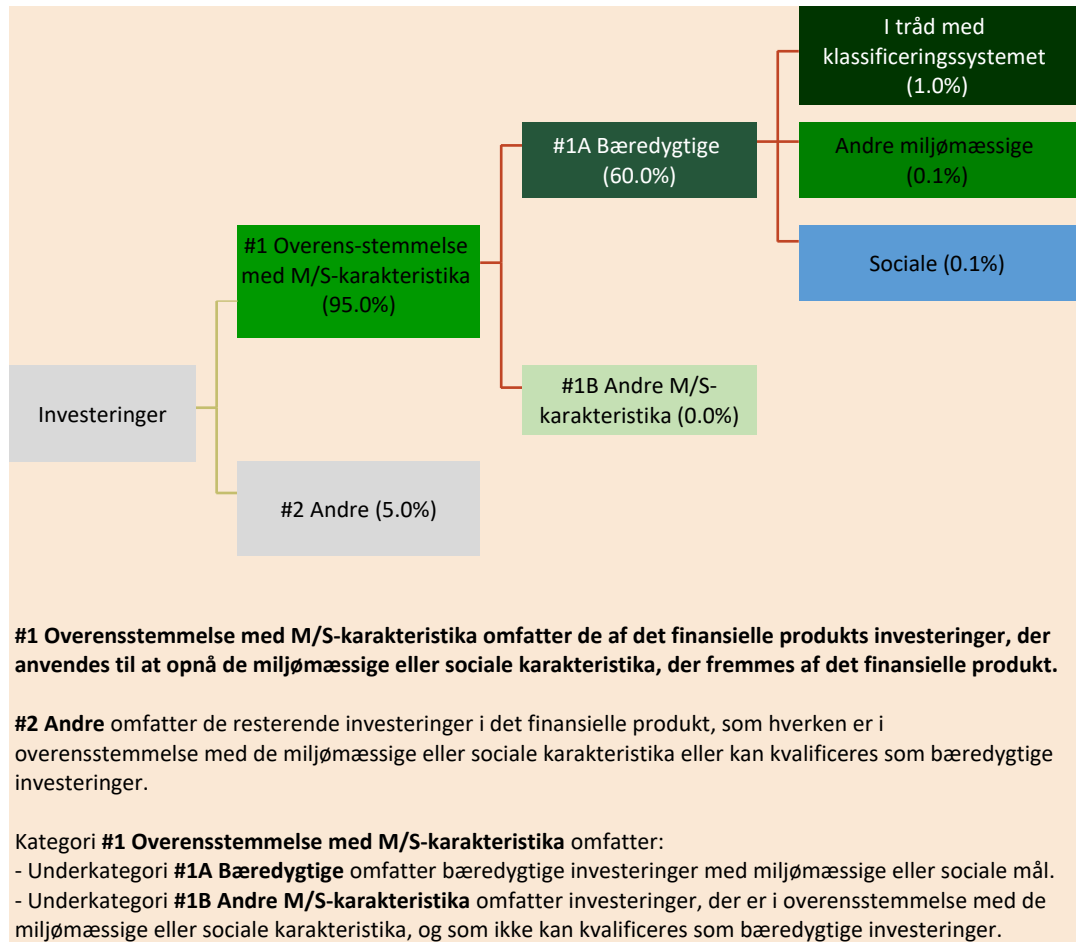 I tråd med
klassificeringssystemet
(1.0%)
#1A Bæredygtige
(60.0%)
Andre miljømæssige
(0.1%)
#1 Overens-stemmelse
med M/S-karakteristika
(95.0%)
Sociale (0.1%)
Investeringer
#1B Andre M/S-
karakteristika (0.0%)
#2 Andre (5.0%)
#1 Overensstemmelse med M/S-karakteristika omfatter de af det finansielle produkts investeringer, der
anvendes til at opnå de miljømæssige eller sociale karakteristika, der fremmes af det finansielle produkt.
#2 Andre omfatter de resterende investeringer i det finansielle produkt, som hverken er i
overensstemmelse med de miljømæssige eller sociale karakteristika eller kan kvalificeres som bæredygtige
investeringer.
Kategori #1 Overensstemmelse med M/S-karakteristika omfatter:
- Underkategori #1A Bæredygtige omfatter bæredygtige investeringer med miljømæssige eller sociale mål.
- Underkategori #1B Andre M/S-karakteristika omfatter investeringer, der er i overensstemmelse med de
miljømæssige eller sociale karakteristika, og som ikke kan kvalificeres som bæredygtige investeringer.